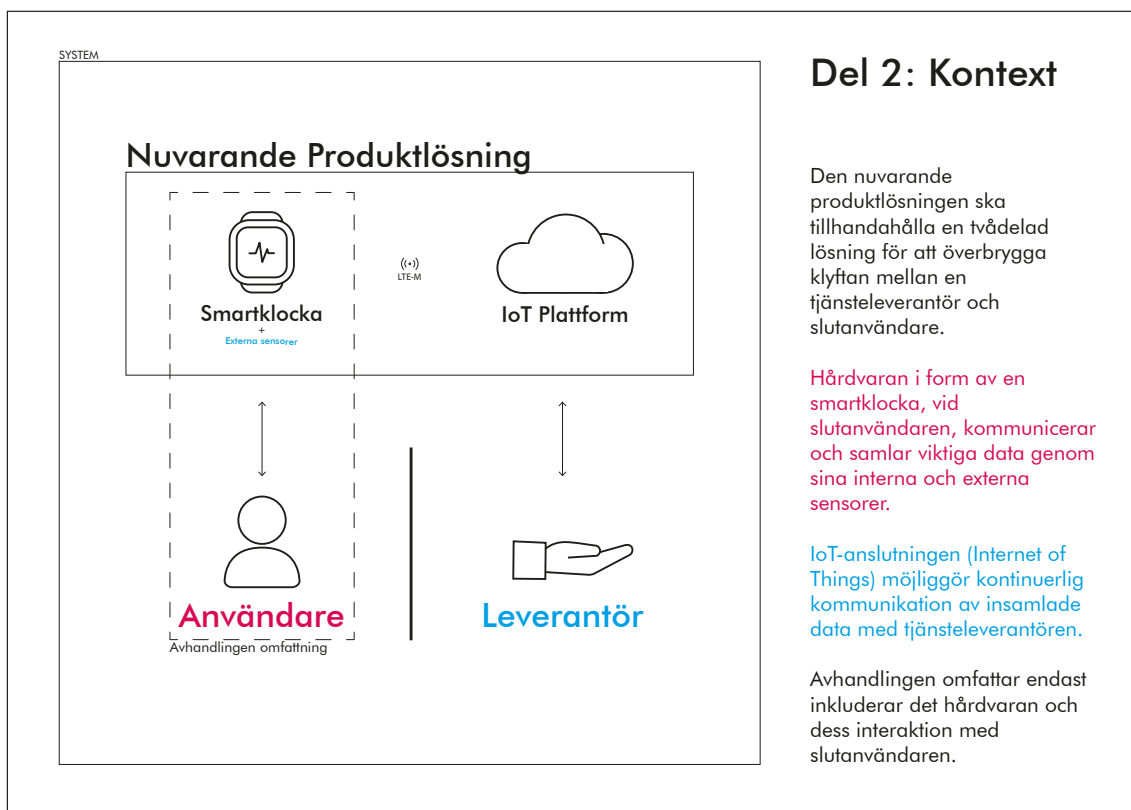 SYSTEM
Nuvarande Produktlösning
((•))
LTE-M
Smartklocka
+
Externa sensorer
IoT Plattform
Användare
Avhandlingen omfattning
Leverantör
Del 2: Kontext
Den nuvarande
produktlösningen ska
tillhandahålla en tvådelad
lösning för att överbrygga
klyftan mellan en
tjänsteleverantör och
slutanvändare.
Hårdvaran i form av en
smartklocka, vid
slutanvändaren, kommunicerar
och samlar viktiga data genom
sina interna och externa
sensorer.
IoT-anslutningen (Internet of
Things) möjliggör kontinuerlig
kommunikation av insamlade
data med tjänsteleverantören.
Avhandlingen omfattar endast
inkluderar det hårdvaran och
dess interaktion med
slutanvändaren.